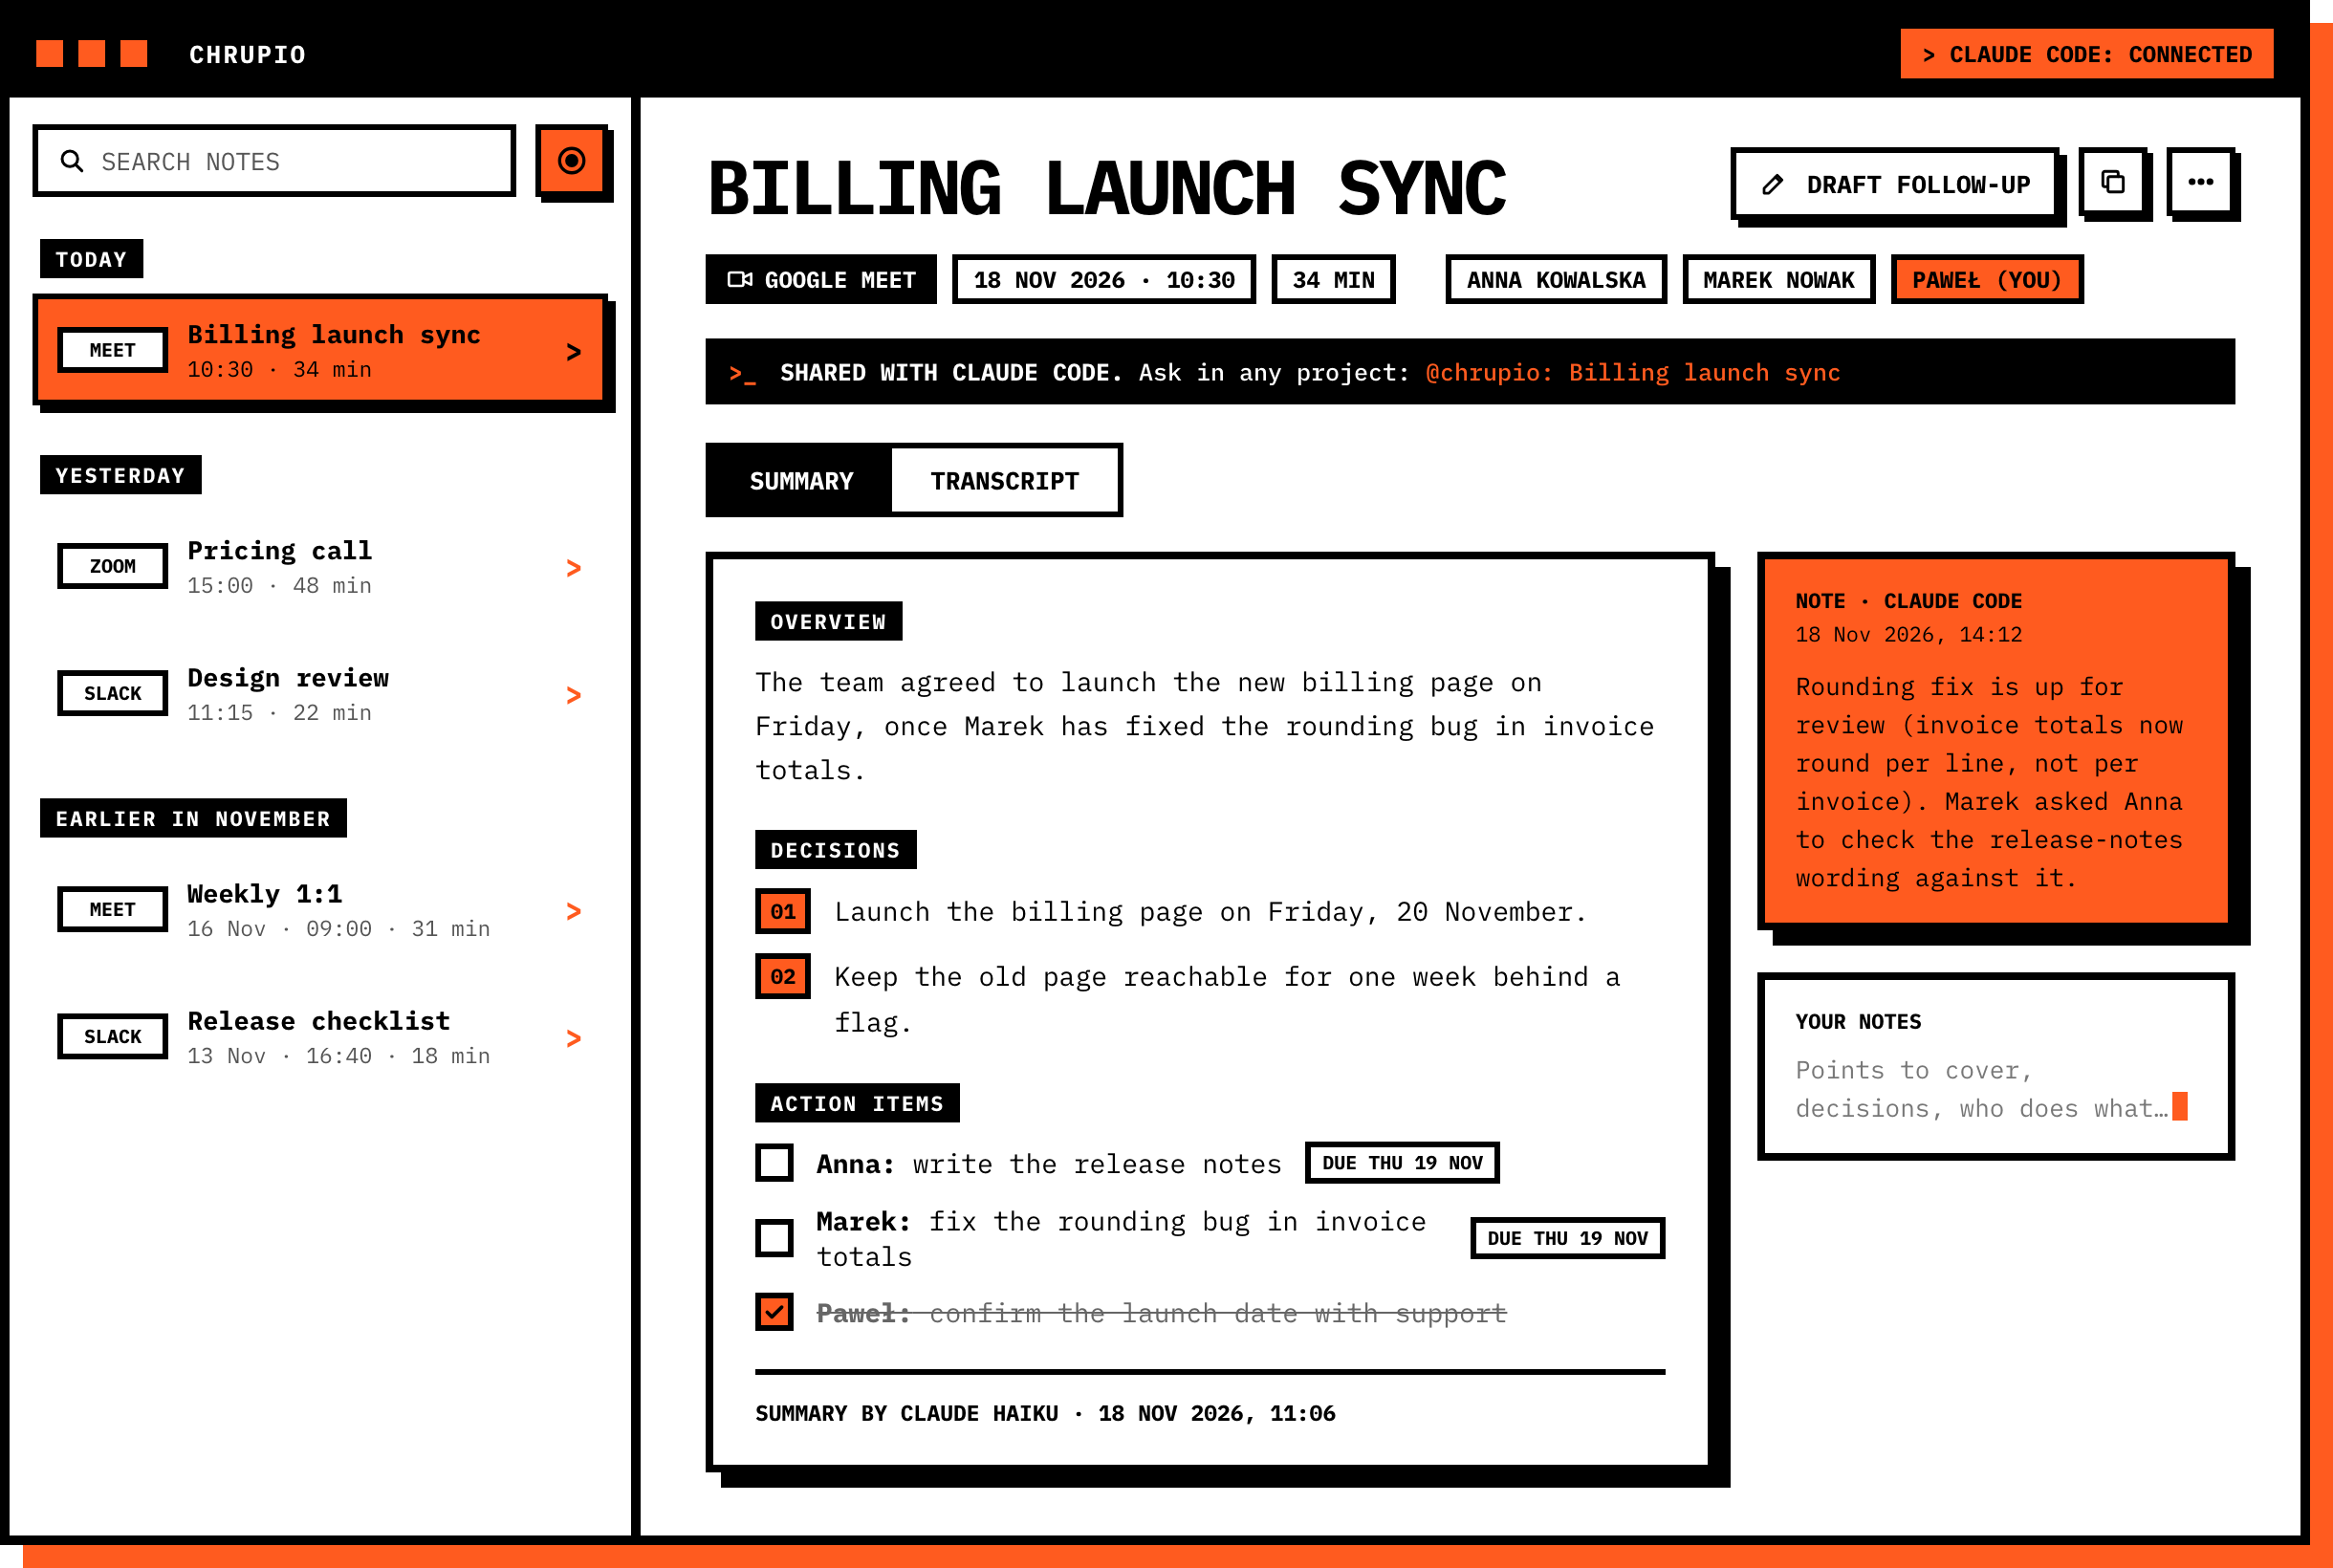 CHRUPIO
> CLAUDE CODE: CONNECTED
SEARCH NOTES
TODAY
MEET
Billing launch sync
10:30 · 34 min
>
YESTERDAY
ZOOM
Pricing call
15:00 · 48 min
>
SLACK
Design review
11:15 · 22 min
>
EARLIER IN NOVEMBER
MEET
Weekly 1:1
16 Nov · 09:00 · 31 min
>
SLACK
Release checklist
13 Nov · 16:40 · 18 min
>
BILLING LAUNCH SYNC
DRAFT FOLLOW-UP
GOOGLE MEET
18 NOV 2026 · 10:30
34 MIN
ANNA KOWALSKA
MAREK NOWAK
PAWEŁ (YOU)
>_ SHARED WITH CLAUDE CODE. Ask in any project: @chrupio: Billing launch sync
SUMMARY
TRANSCRIPT
OVERVIEW
The team agreed to launch the new billing page on
Friday, once Marek has fixed the rounding bug in invoice
totals.
DECISIONS
01 Launch the billing page on Friday, 20 November.
02 Keep the old page reachable for one week behind a
flag.
ACTION ITEMS
Anna: write the release notes
DUE THU 19 NOV
Marek: fix the rounding bug in invoice
totals
DUE THU 19 NOV
Paweł: confirm the launch date with support
SUMMARY BY CLAUDE HAIKU · 18 NOV 2026, 11:06
NOTE · CLAUDE CODE
18 Nov 2026, 14:12
Rounding fix is up for
review (invoice totals now
round per line, not per
invoice). Marek asked Anna
to check the release-notes
wording against it.
YOUR NOTES
Points to cover,
decisions, who does what…